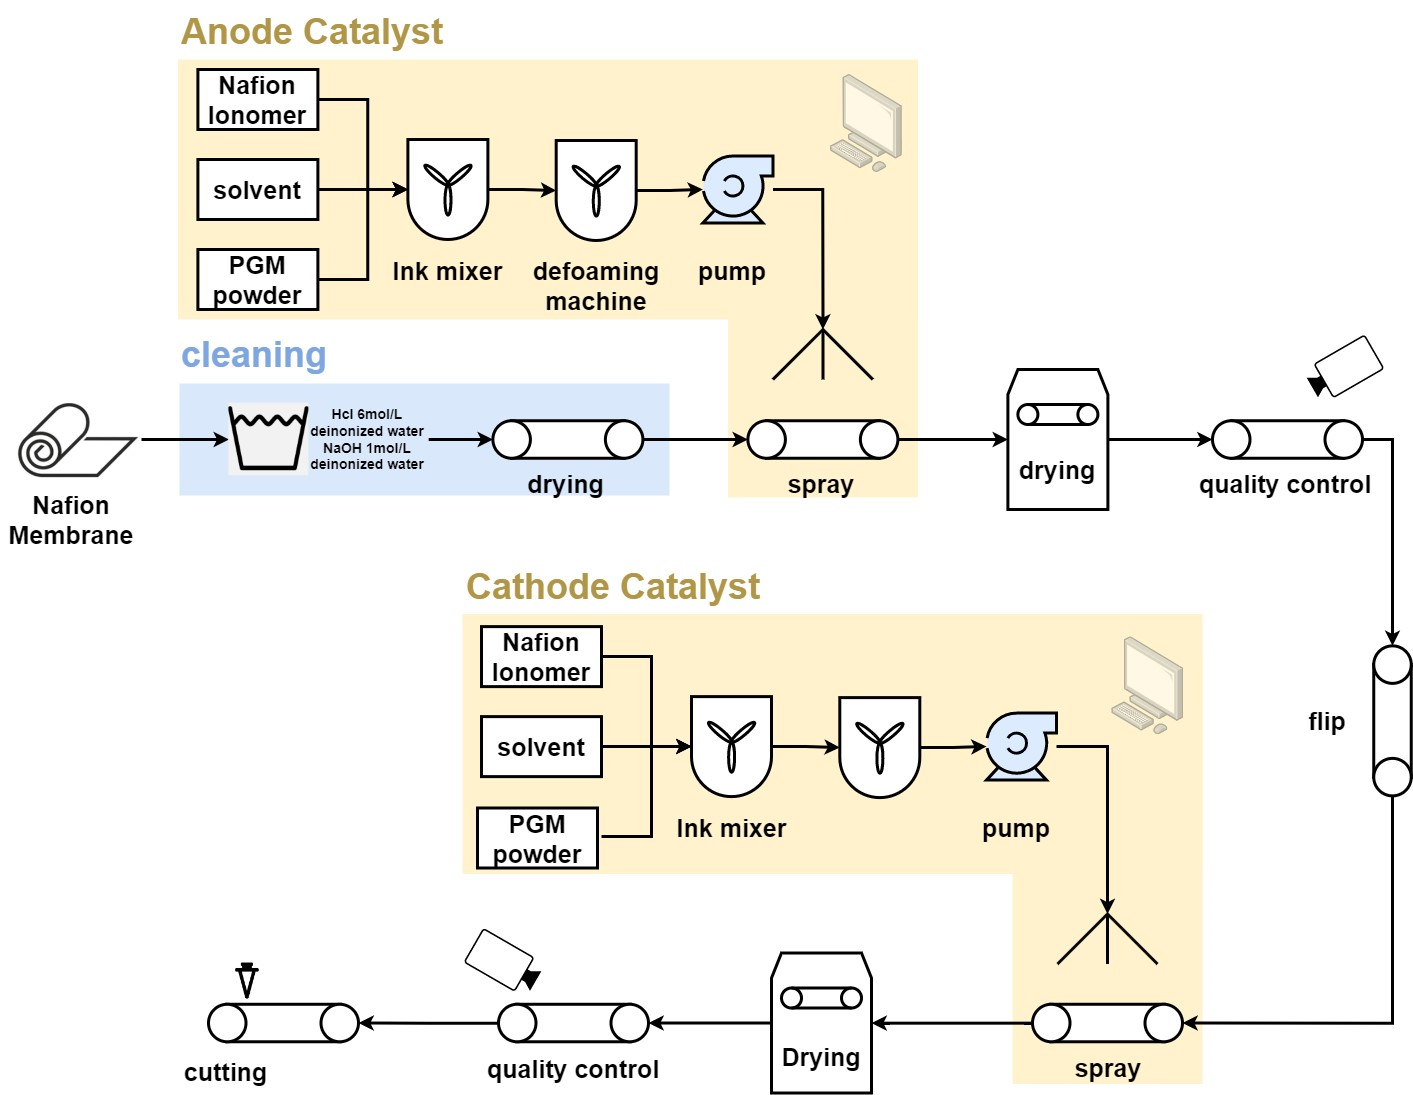 Anode Catalyst
Nafion
Ionomer
solvent
PGM
powder
Ink mixer
defoaming
machine
pump
cleaning
Hcl 6mol/L
deinonized water
NaOH 1mol/L
deinonized water
drying
spray
drying
quality control
Nafion
Membrane
flip
Cathode Catalyst
Nafion
Ionomer
solvent
PGM
powder
Ink mixer
pump
spray
Drying
quality control
cutting